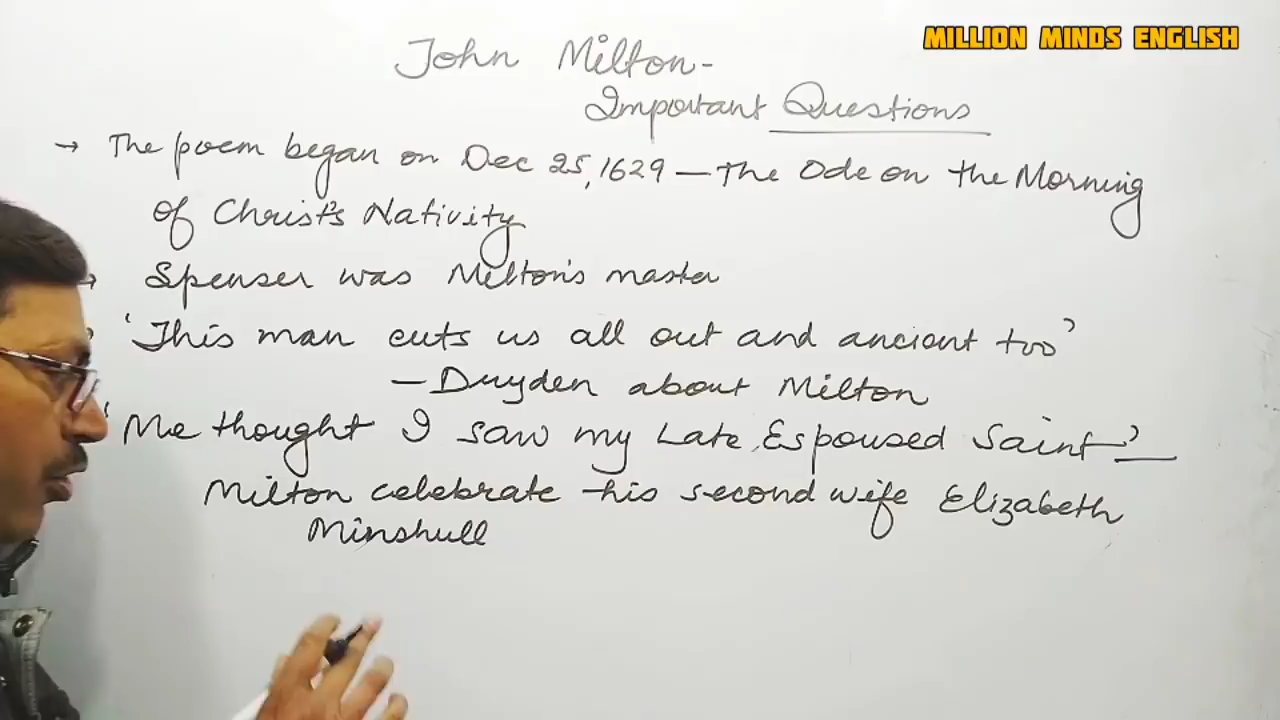 MILLION MINDS ENGLISH
John Milton-
Important Questions
→ The poem began on Dec 25, 1629 — The Ode on the Morning
of Christ's Nativity
Spenser was Milton's master
'This man cuts us all out and ancient too'
— Dryden about Milton
'Me thought I saw my Late, Espoused Saint' —
Milton celebrate his second wife Elizabeth
Minshull